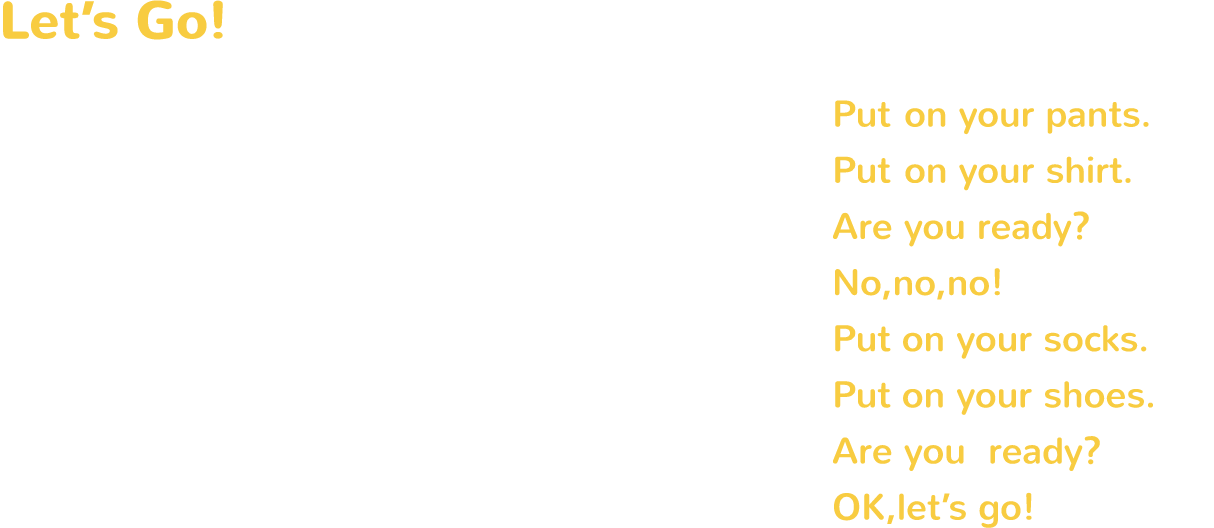 Let’s Go!
Put on your pants.
Put on your shirt.
Are you ready?
No,no,no!
Put on your socks.
Put on your shoes.
Are you  ready?
OK,let’s go!